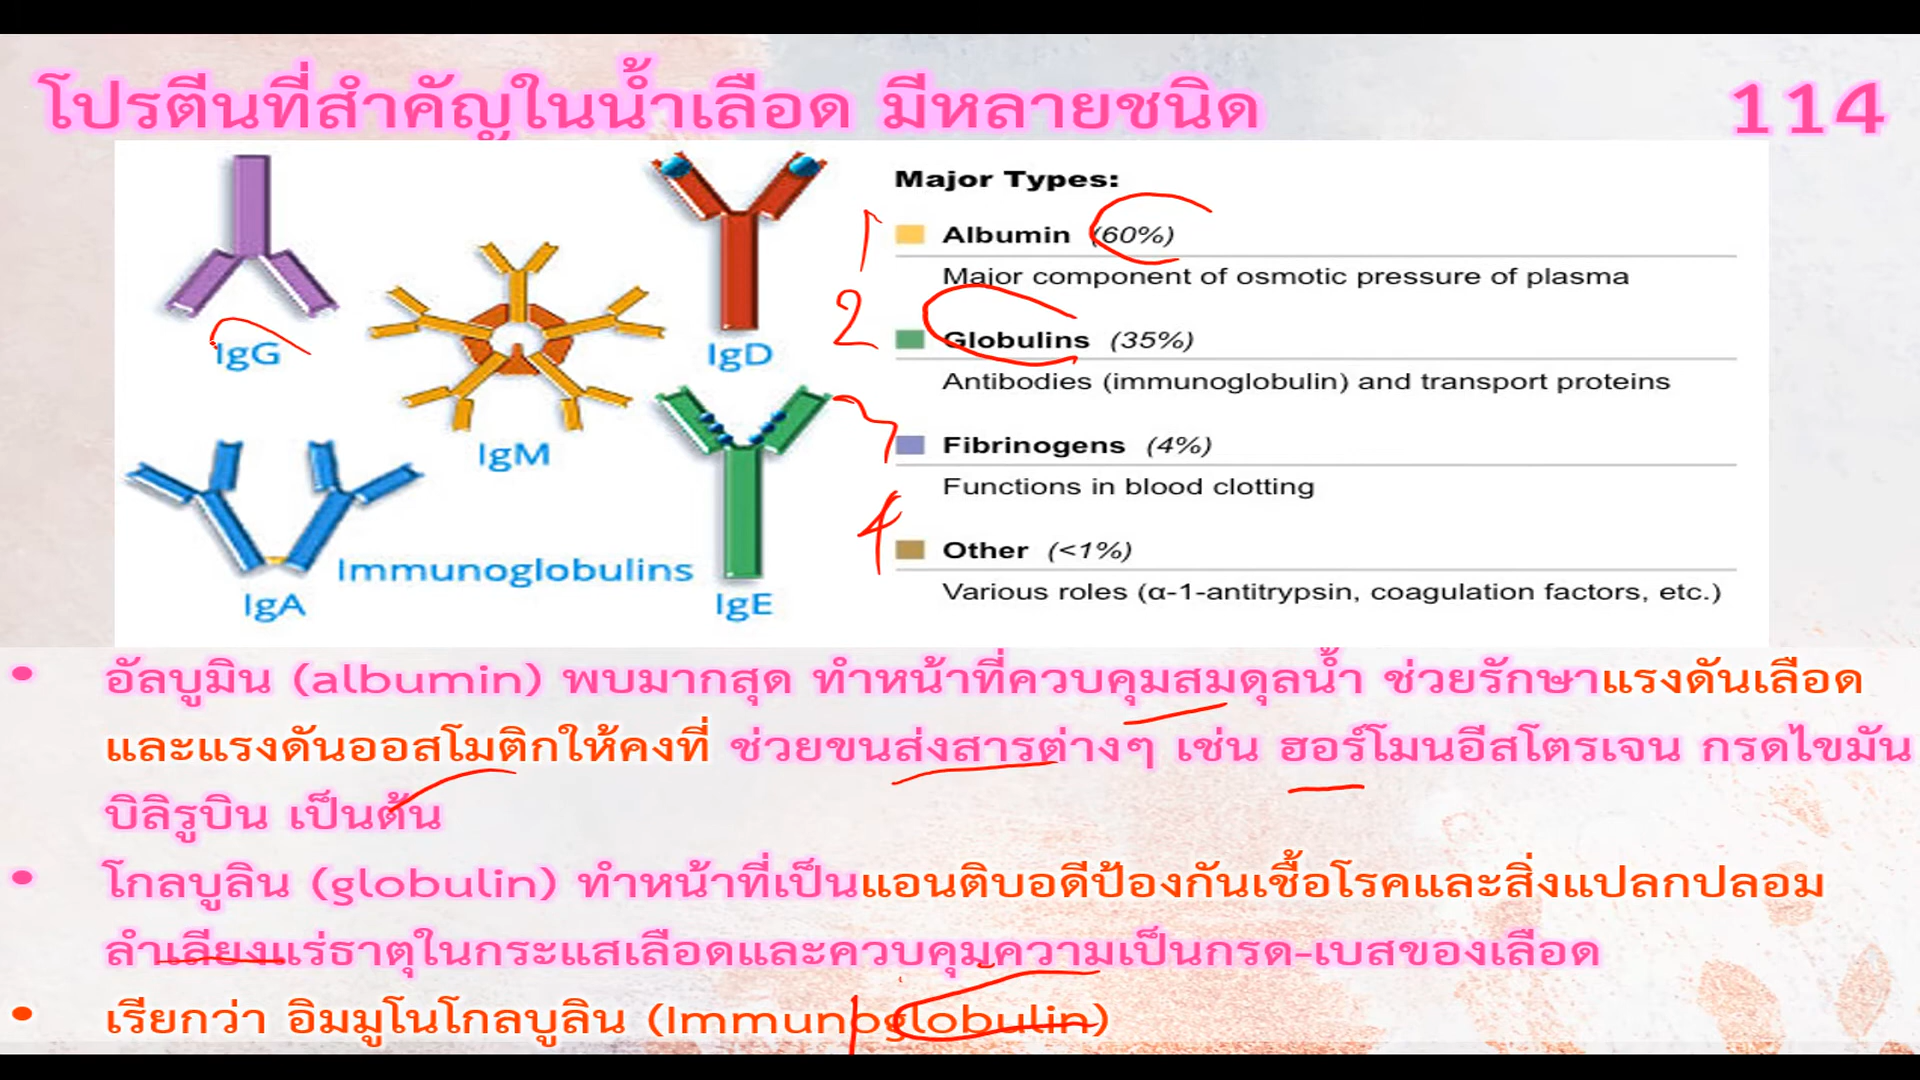 โปรตีนที่สำคัญในน้ำเลือด มีหลายชนิด
114
IgG
IgM
IgD
IgA
Immunoglobulins
IgE
Major Types:
1
Albumin (60%)
Major component of osmotic pressure of plasma
2
Globulins (35%)
Antibodies (immunoglobulin) and transport proteins
3
Fibrinogens (4%)
Functions in blood clotting
4
Other (<1%)
Various roles (α-1-antitrypsin, coagulation factors, etc.)
• อัลบูมิน (albumin) พบมากสุด ทำหน้าที่ควบคุมสมดุลน้ำ ช่วยรักษาแรงดันเลือด
และแรงดันออสโมติกให้คงที่ ช่วยขนส่งสารต่างๆ เช่น ฮอร์โมนอีสโตรเจน กรดไขมัน
บิลิรูบิน เป็นต้น
• โกลบูลิน (globulin) ทำหน้าที่เป็นแอนติบอดีป้องกันเชื้อโรคและสิ่งแปลกปลอม
ลำเลียงแร่ธาตุในกระแสเลือดและควบคุมความเป็นกรด-เบสของเลือด
• เรียกว่า อิมมูโนโกลบูลิน (Immunoglobulin)